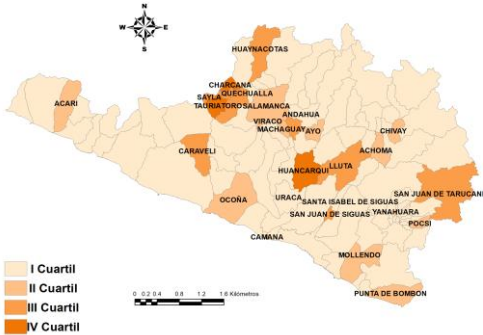 N
W E
S
HUAYNACOTAS
CHARCANA
SAYLA QUECHUALLA
TAURIA TORO SALAMANCA
ACARI
ANDAHUA
VIRACO
MACHAGUAY AYO
CHIVAY
CARAVELI
ACHOMA
LLUTA
HUANCARQUI
SAN JUAN DE TARUCANI
URACA
SANTA ISABEL DE SIGUAS
OCOÑA
SAN JUAN DE SIGUAS YANAHUARA
POCSI
CAMANA
MOLLENDO
PUNTA DE BOMBON
I Cuartil
II Cuartil
III Cuartil
IV Cuartil
0 0.2 0.4 0.8 1.2 1.6 Kilómetros